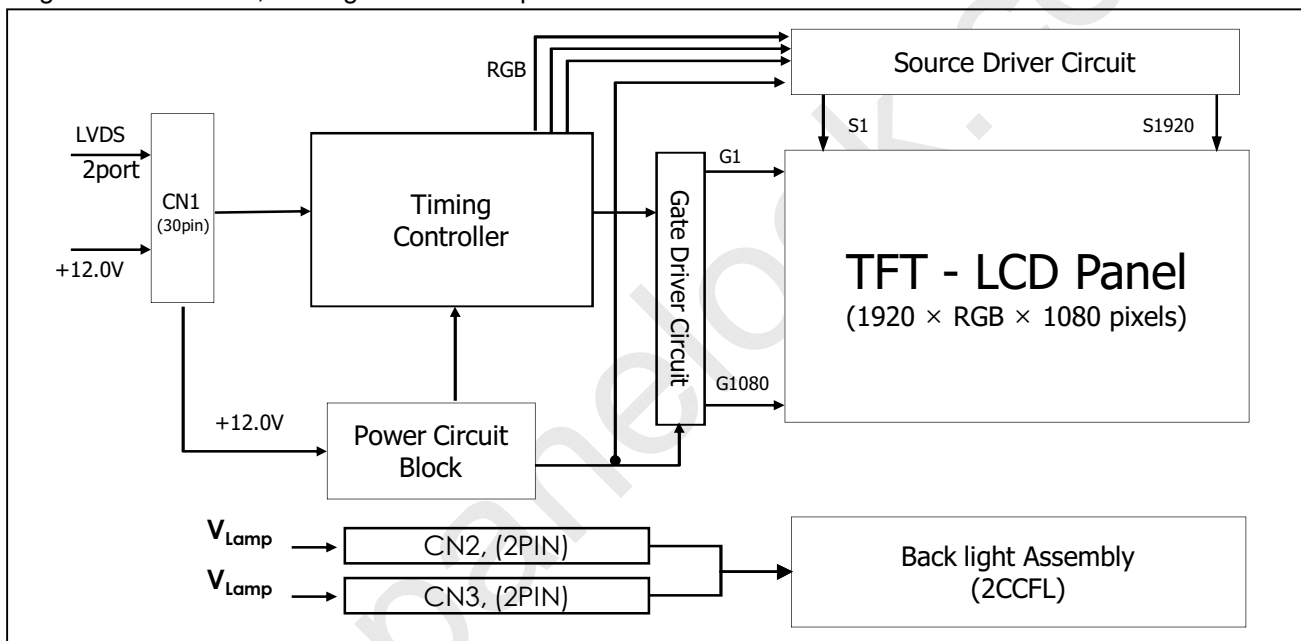 RGB
Source Driver Circuit
S1
S1920
LVDS
2port
CN1
(30pin)
+12.0V
Timing
Controller
G1
Gate Driver Circuit
G1080
TFT - LCD Panel
(1920 × RGB × 1080 pixels)
+12.0V
Power Circuit
Block
VLamp
CN2, (2PIN)
VLamp
CN3, (2PIN)
Back light Assembly
(2CCFL)